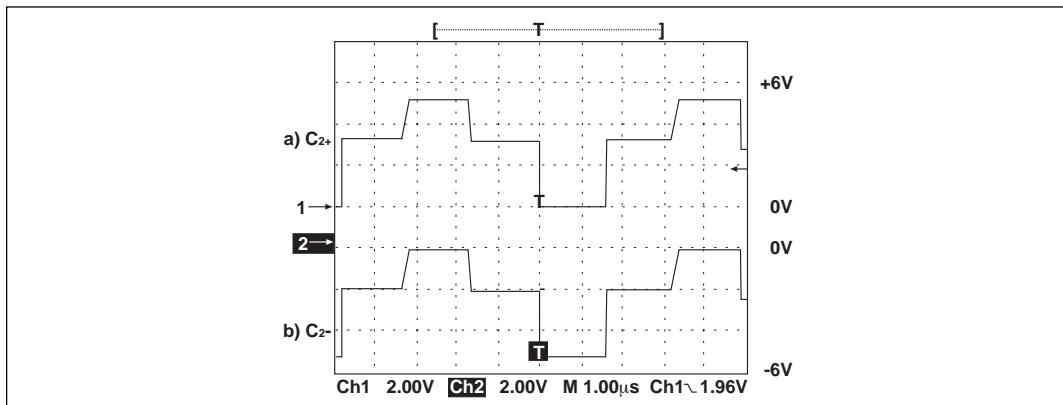 [ T ]
+6V
a) C2+
T
1
0V
2
0V
b) C2-
T
-6V
Ch1 2.00V Ch2 2.00V M 1.00µs Ch1 1.96V